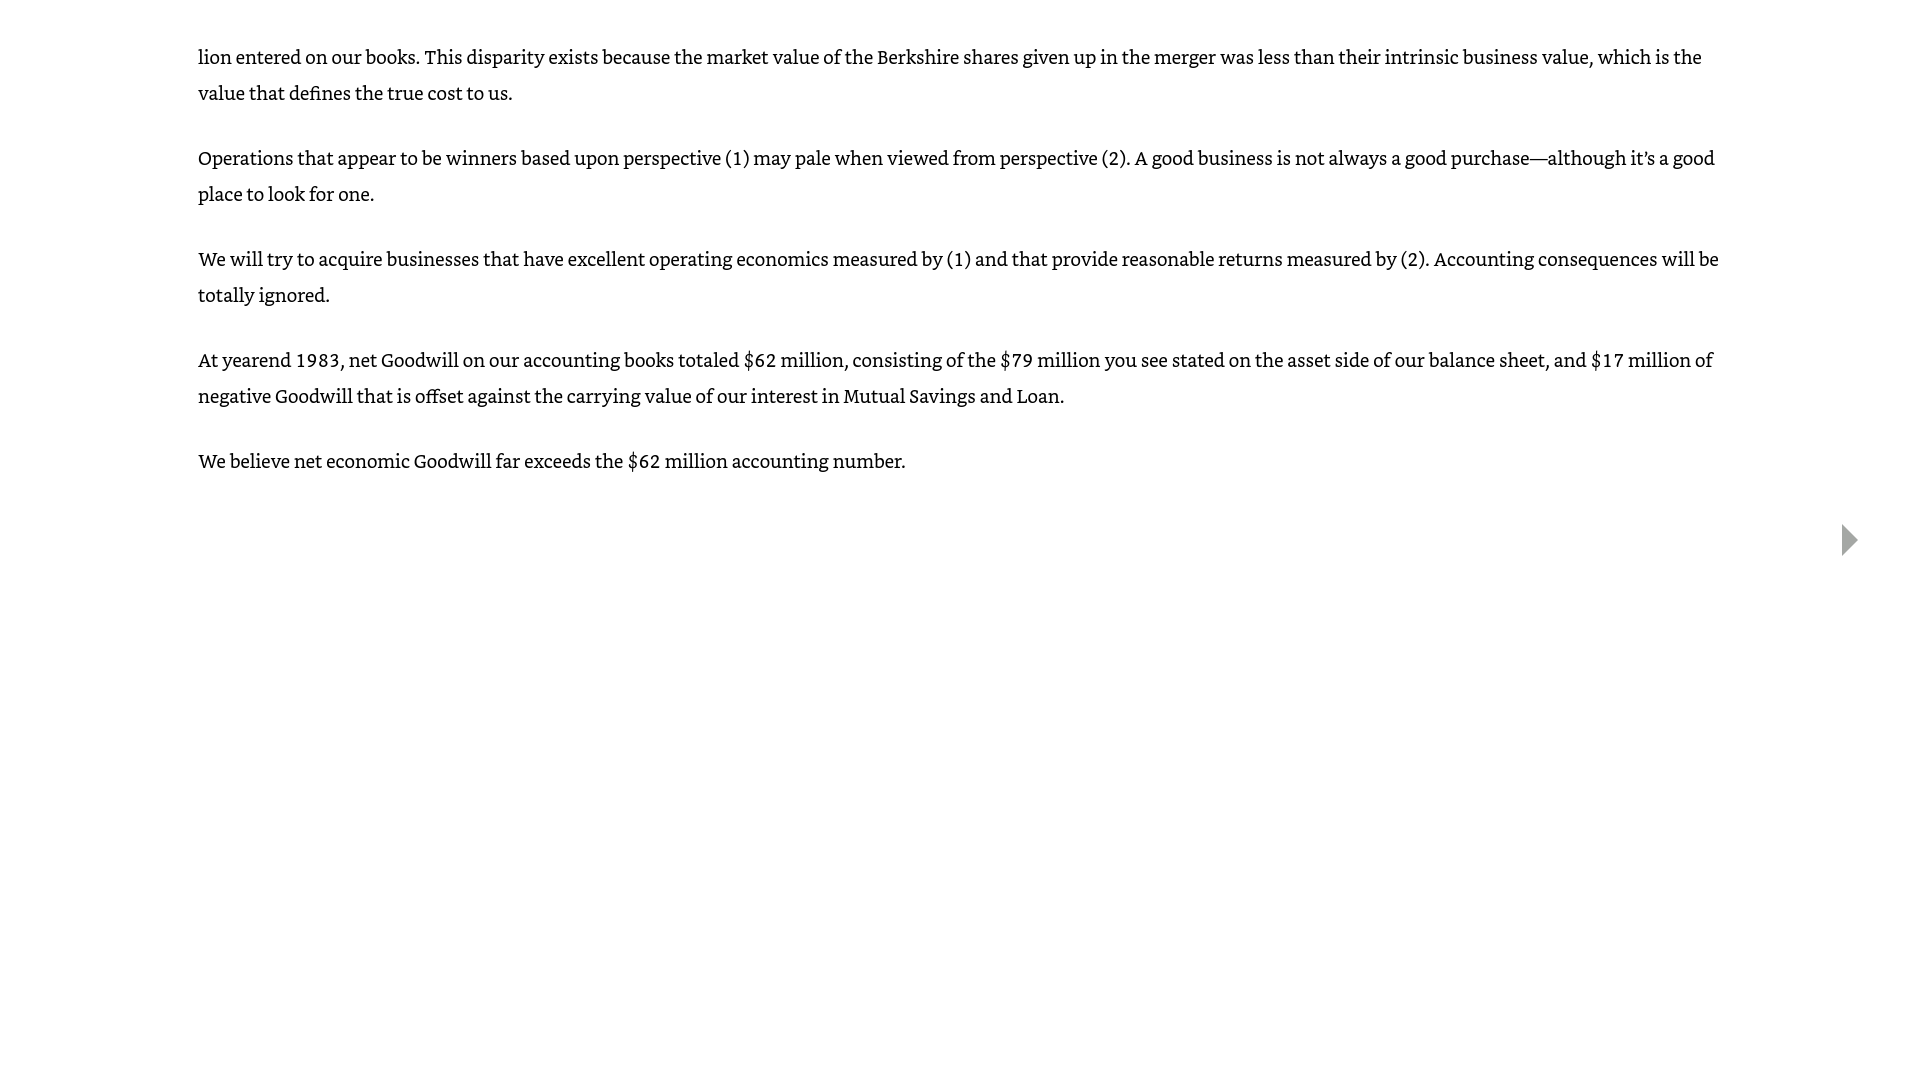 lion entered on our books. This disparity exists because the market value of the Berkshire shares given up in the merger was less than their intrinsic business value, which is the
value that defines the true cost to us.
Operations that appear to be winners based upon perspective (1) may pale when viewed from perspective (2). A good business is not always a good purchase—although it’s a good
place to look for one.
We will try to acquire businesses that have excellent operating economics measured by (1) and that provide reasonable returns measured by (2). Accounting consequences will be
totally ignored.
At yearend 1983, net Goodwill on our accounting books totaled $62 million, consisting of the $79 million you see stated on the asset side of our balance sheet, and $17 million of
negative Goodwill that is offset against the carrying value of our interest in Mutual Savings and Loan.
We believe net economic Goodwill far exceeds the $62 million accounting number.